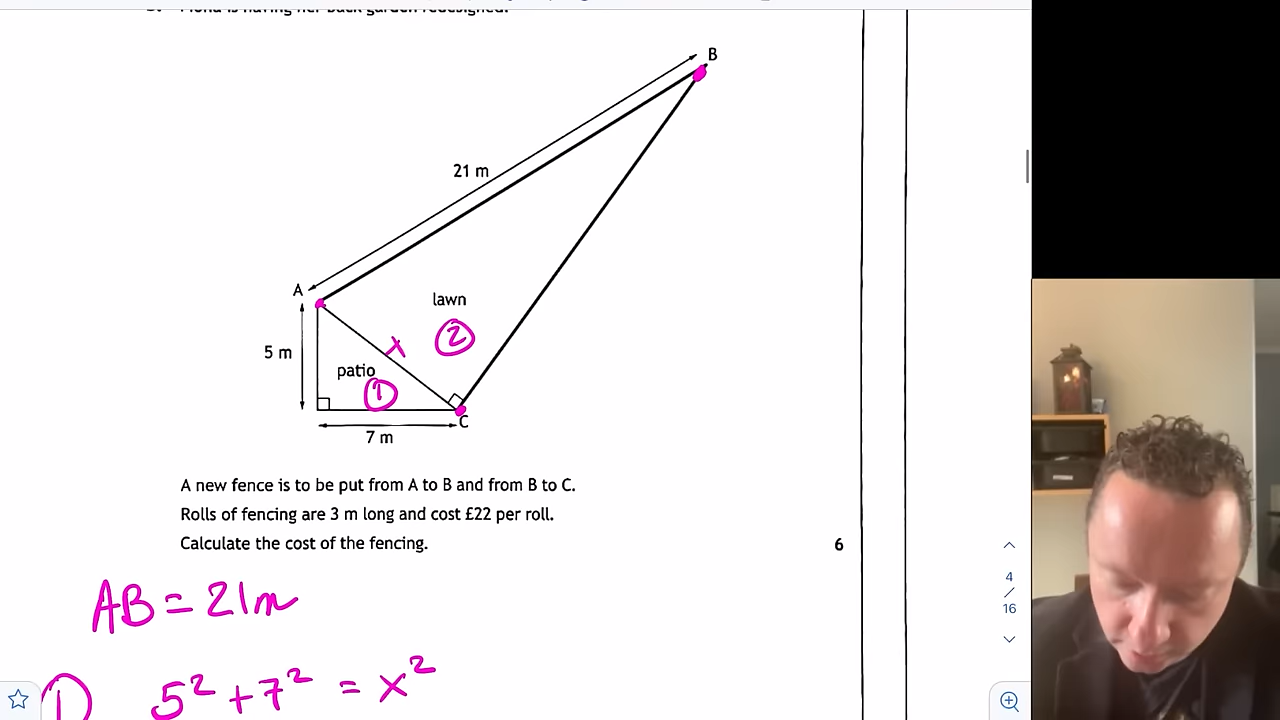 B
21 m
A
lawn
②
5 m
x
patio
①
C
7 m
A new fence is to be put from A to B and from B to C.
Rolls of fencing are 3 m long and cost £22 per roll.
Calculate the cost of the fencing.
6
AB = 21m
① 5² + 7² = x²
4
/
16